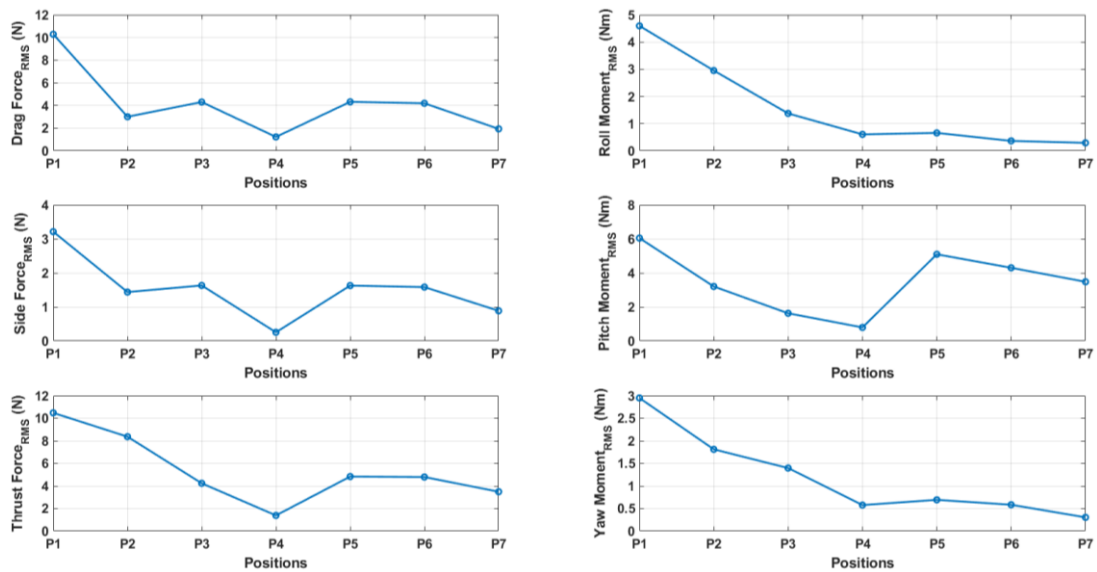 Drag Force_RMS (N)
12
10
8
6
4
2
0
P1 P2 P3 P4 P5 P6 P7
Positions
Roll Moment_RMS (Nm)
5
4
3
2
1
0
P1 P2 P3 P4 P5 P6 P7
Positions
Side Force_RMS (N)
4
3
2
1
0
P1 P2 P3 P4 P5 P6 P7
Positions
Pitch Moment_RMS (Nm)
8
6
4
2
0
P1 P2 P3 P4 P5 P6 P7
Positions
Thrust Force_RMS (N)
12
10
8
6
4
2
0
P1 P2 P3 P4 P5 P6 P7
Positions
Yaw Moment_RMS (Nm)
3
2.5
2
1.5
1
0.5
0
P1 P2 P3 P4 P5 P6 P7
Positions